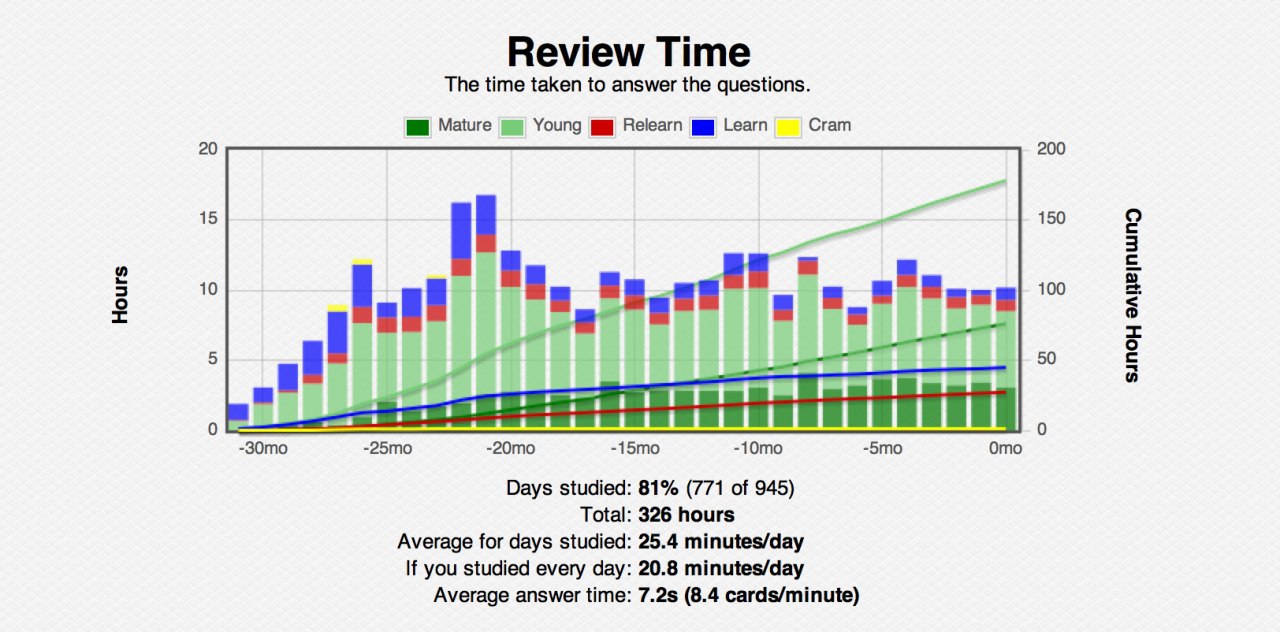 Review Time
The time taken to answer the questions.
Mature Young Relearn Learn Cram
20 200
15 150
10 100
5 50
0 0
Hours
Cumulative Hours
-30mo -25mo -20mo -15mo -10mo -5mo 0mo
Days studied: 81% (771 of 945)
Total: 326 hours
Average for days studied: 25.4 minutes/day
If you studied every day: 20.8 minutes/day
Average answer time: 7.2s (8.4 cards/minute)